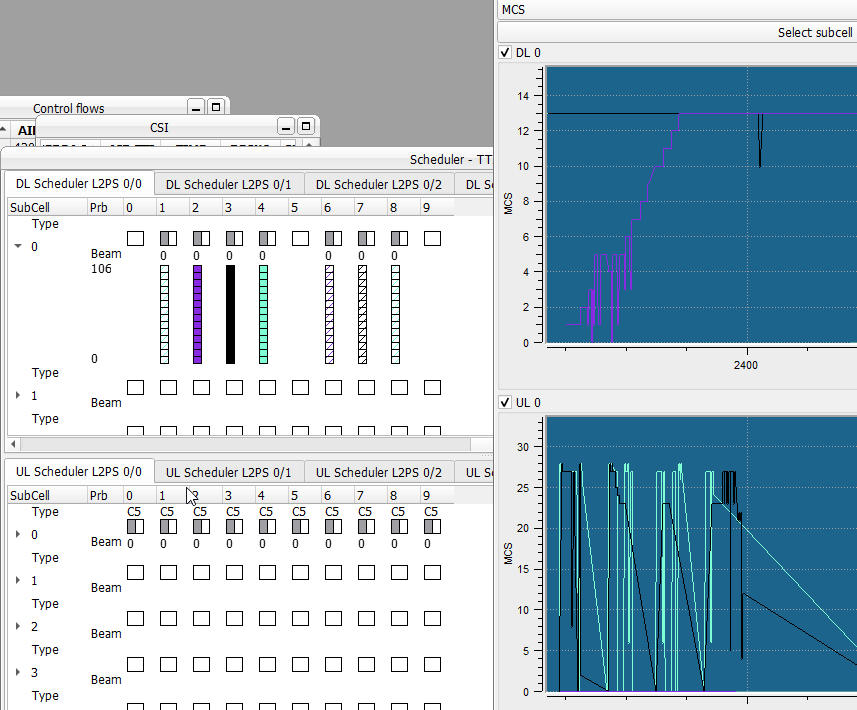 MCS
Select subcell
DL 0
Control flows
CSI
Scheduler - TT
DL Scheduler L2PS 0/0 DL Scheduler L2PS 0/1 DL Scheduler L2PS 0/2
SubCell Prb 0 1 2 3 4 5 6 7 8 9
Type
0
Beam 0 0 0 0 0 0 0
106
0
Type
1
Beam
Type
UL Scheduler L2PS 0/0 UL Scheduler L2PS 0/1 UL Scheduler L2PS 0/2
SubCell Prb 0 1 2 3 4 5 6 7 8 9
Type C5 C5 C5 C5 C5 C5 C5 C5 C5 C5
0
Beam 0 0 0 0 0 0 0 0 0 0
Type
1
Beam
Type
2
Beam
Type
3
Beam
Type
14
12
10
8
6
4
2
0
MCS
2400
UL 0
30
25
20
15
10
5
0
MCS